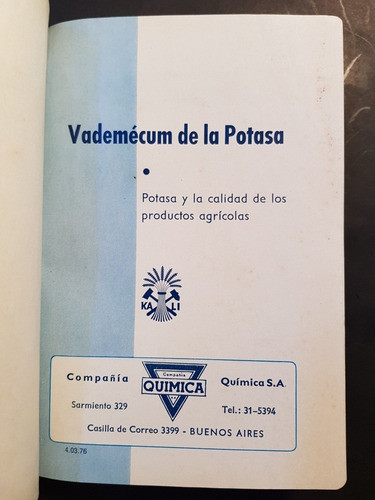 Vademécum de la Potasa
Potasa y la calidad de los
productos agrícolas
KA LI
Compañía
Compañía
QUIMICA
Química S.A.
Sarmiento 329
Tel.: 31-5394
Casilla de Correo 3399 - BUENOS AIRES
4.03.76